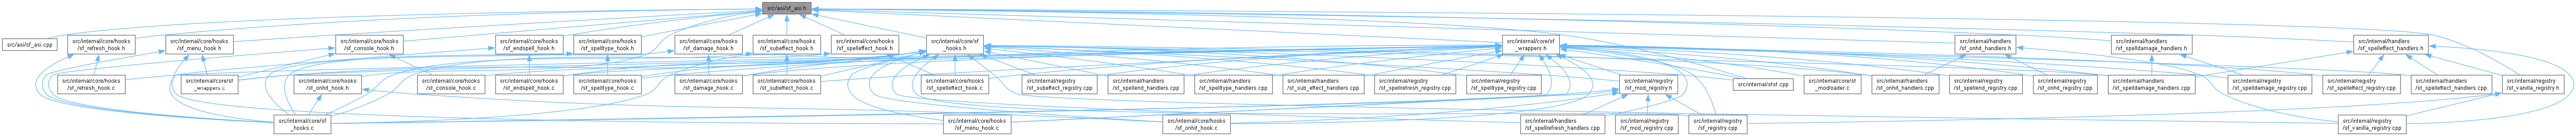 src/asi/sf_asi.h
src/asi/sf_asi.cpp
src/internal/core/hooks
/sf_refresh_hook.h
src/internal/core/hooks
/sf_menu_hook.h
src/internal/core/hooks
/sf_console_hook.h
src/internal/core/hooks
/sf_endspell_hook.h
src/internal/core/hooks
/sf_spelltype_hook.h
src/internal/core/hooks
/sf_damage_hook.h
src/internal/core/hooks
/sf_subeffect_hook.h
src/internal/core/hooks
/sf_spelleffect_hook.h
src/internal/core/sf
_hooks.h
src/internal/core/sf
_wrappers.h
src/internal/handlers
/sf_onhit_handlers.h
src/internal/handlers
/sf_spelldamage_handlers.h
src/internal/handlers
/sf_spelleffect_handlers.h
src/internal/core/hooks
/sf_refresh_hook.c
src/internal/core/sf
_wrappers.c
src/internal/core/hooks
/sf_onhit_hook.h
src/internal/core/hooks
/sf_console_hook.c
src/internal/core/hooks
/sf_endspell_hook.c
src/internal/core/hooks
/sf_spelltype_hook.c
src/internal/core/hooks
/sf_damage_hook.c
src/internal/core/hooks
/sf_subeffect_hook.c
src/internal/core/hooks
/sf_spelleffect_hook.c
src/internal/registry
/sf_subeffect_registry.cpp
src/internal/handlers
/sf_spellend_handlers.cpp
src/internal/handlers
/sf_spelltype_handlers.cpp
src/internal/handlers
/sf_sub_effect_handlers.cpp
src/internal/registry
/sf_spellrefresh_registry.cpp
src/internal/registry
/sf_spelltype_registry.cpp
src/internal/registry
/sf_mod_registry.h
src/internal/sfsf.cpp
src/internal/core/sf
_modloader.c
src/internal/handlers
/sf_onhit_handlers.cpp
src/internal/registry
/sf_spellend_registry.cpp
src/internal/registry
/sf_onhit_registry.cpp
src/internal/handlers
/sf_spelldamage_handlers.cpp
src/internal/registry
/sf_spelldamage_registry.cpp
src/internal/registry
/sf_spelleffect_registry.cpp
src/internal/handlers
/sf_spelleffect_handlers.cpp
src/internal/registry
/sf_vanilla_registry.h
src/internal/core/sf
_hooks.c
src/internal/core/hooks
/sf_menu_hook.c
src/internal/core/hooks
/sf_onhit_hook.c
src/internal/handlers
/sf_spellrefresh_handlers.cpp
src/internal/registry
/sf_mod_registry.cpp
src/internal/registry
/sf_registry.cpp
src/internal/registry
/sf_vanilla_registry.cpp